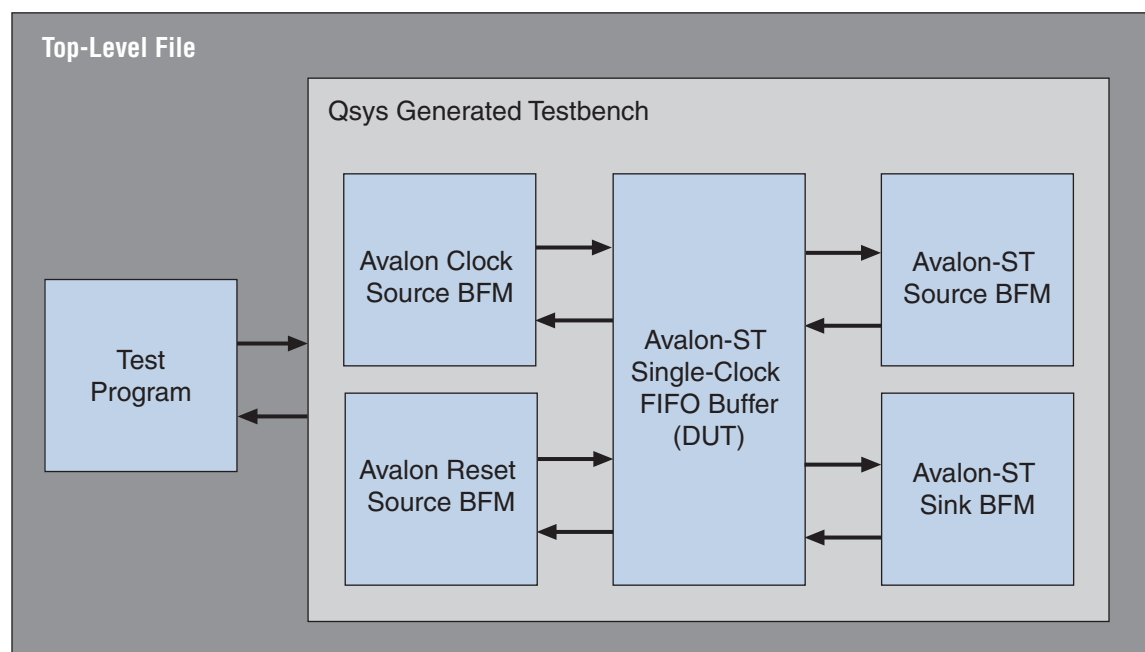 Top-Level File
Qsys Generated Testbench
Avalon Clock
Source BFM
Avalon-ST
Source BFM
Test
Program
Avalon-ST
Single-Clock
FIFO Buffer
(DUT)
Avalon Reset
Source BFM
Avalon-ST
Sink BFM